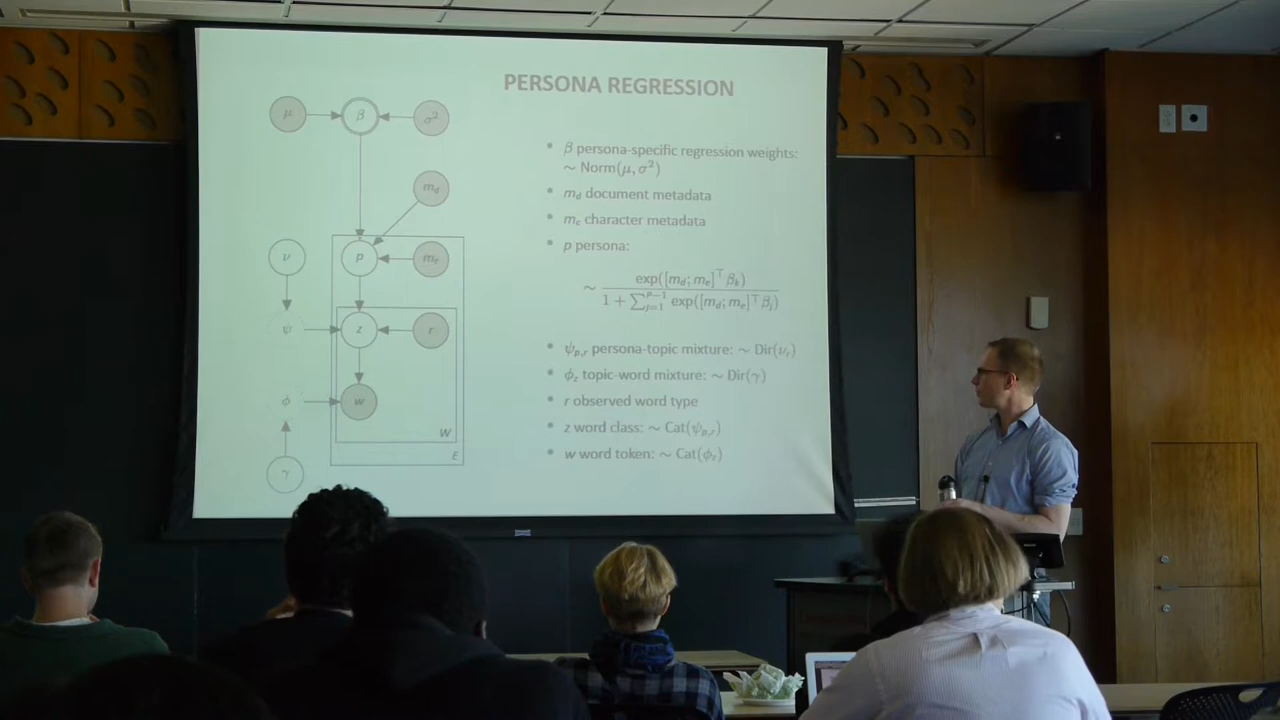 PERSONA REGRESSION
μ β σ²
m_d
ν p m_e
ψ z r
ϕ w
W
E
γ
• β persona-specific regression weights:
∼ Norm(μ, σ²)
• m_d document metadata
• m_e character metadata
• p persona:
∼ exp([m_d; m_e]^⊤ β_k) / 1 + ∑_{j=1}^{P−1} exp([m_d; m_e]^⊤ β_j)
• ψ_{p,r} persona-topic mixture: ∼ Dir(ν_r)
• ϕ_z topic-word mixture: ∼ Dir(γ)
• r observed word type
• z word class: ∼ Cat(ψ_{p,r})
• w word token: ∼ Cat(ϕ_z)